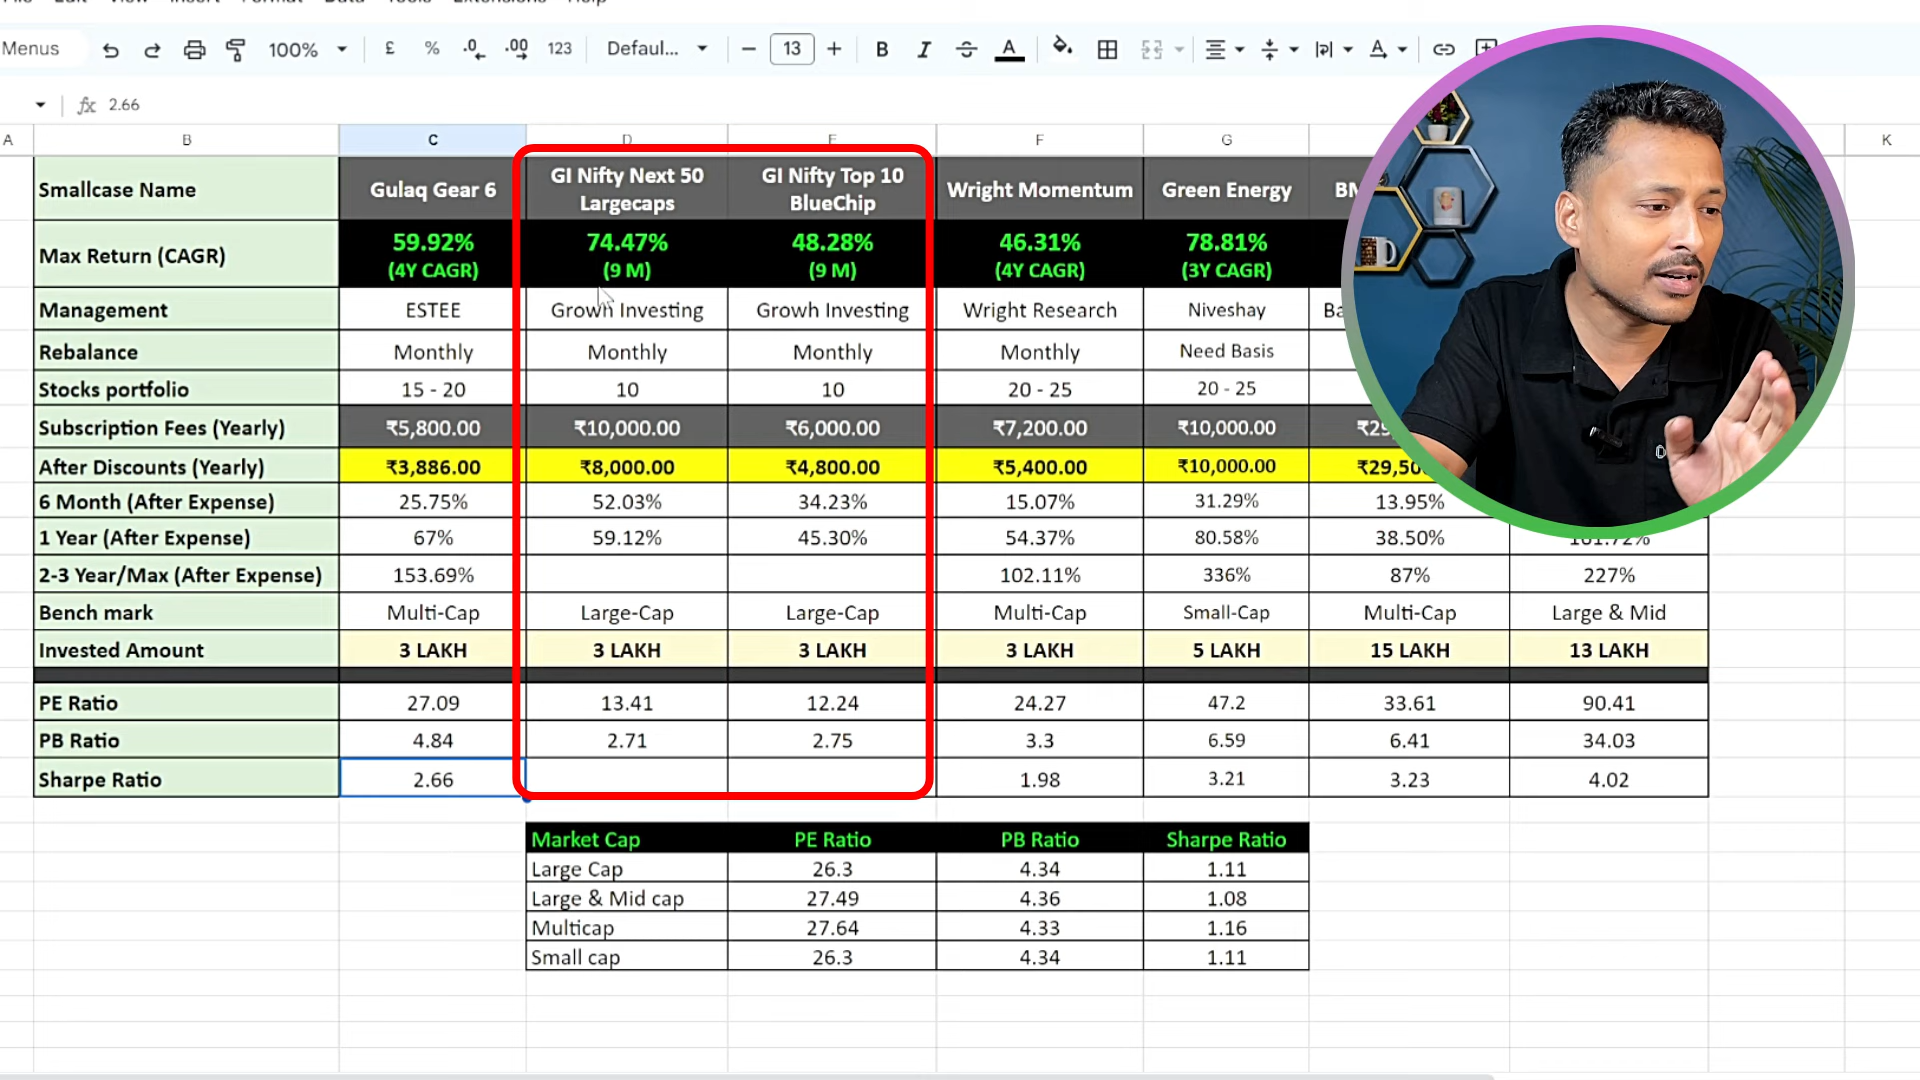 Menus
100%
£
%
.0
.00
123
Defaul...
13
B
I
A
fx 2.66
A B C D E F G K
Smallcase Name Gulaq Gear 6 GI Nifty Next 50 Largecaps GI Nifty Top 10 BlueChip Wright Momentum Green Energy
Max Return (CAGR) 59.92% (4Y CAGR) 74.47% (9 M) 48.28% (9 M) 46.31% (4Y CAGR) 78.81% (3Y CAGR)
Management ESTEE Growh Investing Growh Investing Wright Research Niveshay
Rebalance Monthly Monthly Monthly Monthly Need Basis
Stocks portfolio 15 - 20 10 10 20 - 25 20 - 25
Subscription Fees (Yearly) ₹5,800.00 ₹10,000.00 ₹6,000.00 ₹7,200.00 ₹10,000.00
After Discounts (Yearly) ₹3,886.00 ₹8,000.00 ₹4,800.00 ₹5,400.00 ₹10,000.00
6 Month (After Expense) 25.75% 52.03% 34.23% 15.07% 31.29% 13.95%
1 Year (After Expense) 67% 59.12% 45.30% 54.37% 80.58% 38.50%
2-3 Year/Max (After Expense) 153.69% 102.11% 336% 87% 227%
Bench mark Multi-Cap Large-Cap Large-Cap Multi-Cap Small-Cap Multi-Cap Large & Mid
Invested Amount 3 LAKH 3 LAKH 3 LAKH 3 LAKH 5 LAKH 15 LAKH 13 LAKH
PE Ratio 27.09 13.41 12.24 24.27 47.2 33.61 90.41
PB Ratio 4.84 2.71 2.75 3.3 6.59 6.41 34.03
Sharpe Ratio 2.66 1.98 3.21 3.23 4.02
Market Cap PE Ratio PB Ratio Sharpe Ratio
Large Cap 26.3 4.34 1.11
Large & Mid cap 27.49 4.36 1.08
Multicap 27.64 4.33 1.16
Small cap 26.3 4.34 1.11